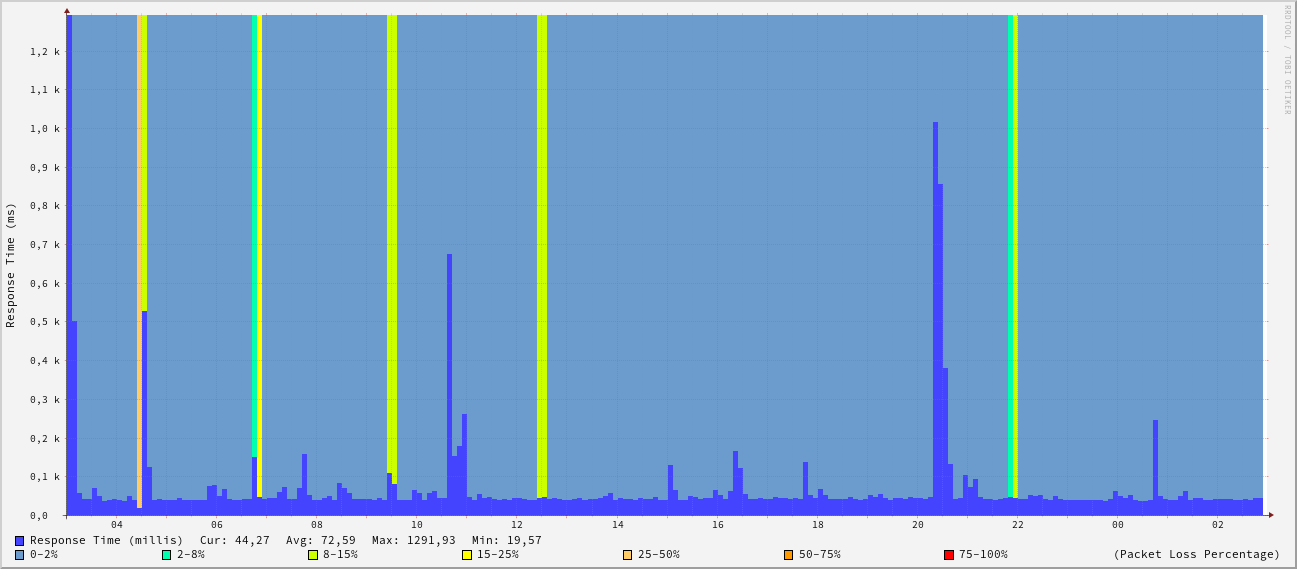 RRDTOOL / TOBI OETIKER
Response Time (ms)
1,2 k
1,1 k
1,0 k
0,9 k
0,8 k
0,7 k
0,6 k
0,5 k
0,4 k
0,3 k
0,2 k
0,1 k
0,0
04 06 08 10 12 14 16 18 20 22 00 02
Response Time (millis) Cur: 44,27 Avg: 72,59 Max: 1291,93 Min: 19,57
0-2% 2-8% 8-15% 15-25% 25-50% 50-75% 75-100% (Packet Loss Percentage)